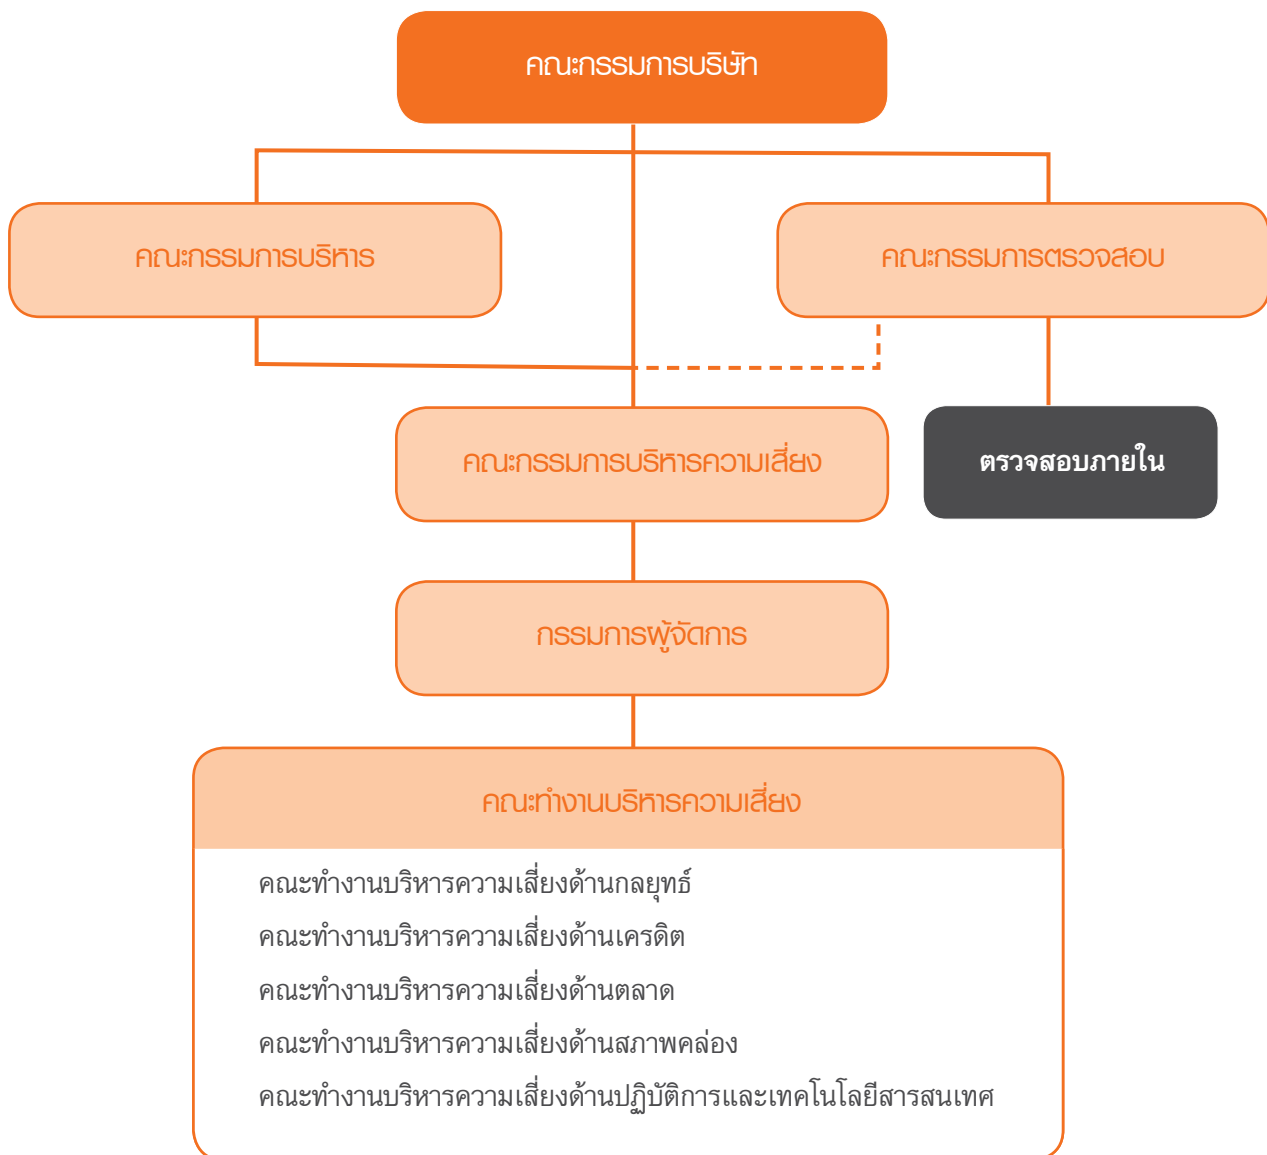 คณะกรรมการบริษัท
คณะกรรมการบริหาร
คณะกรรมการตรวจสอบ
คณะกรรมการบริหารความเสี่ยง
ตรวจสอบภายใน
กรรมการผู้จัดการ
คณะทำงานบริหารความเสี่ยง
คณะทำงานบริหารความเสี่ยงด้านกลยุทธ์
คณะทำงานบริหารความเสี่ยงด้านเครดิต
คณะทำงานบริหารความเสี่ยงด้านตลาด
คณะทำงานบริหารความเสี่ยงด้านสภาพคล่อง
คณะทำงานบริหารความเสี่ยงด้านปฏิบัติการและเทคโนโลยีสารสนเทศ